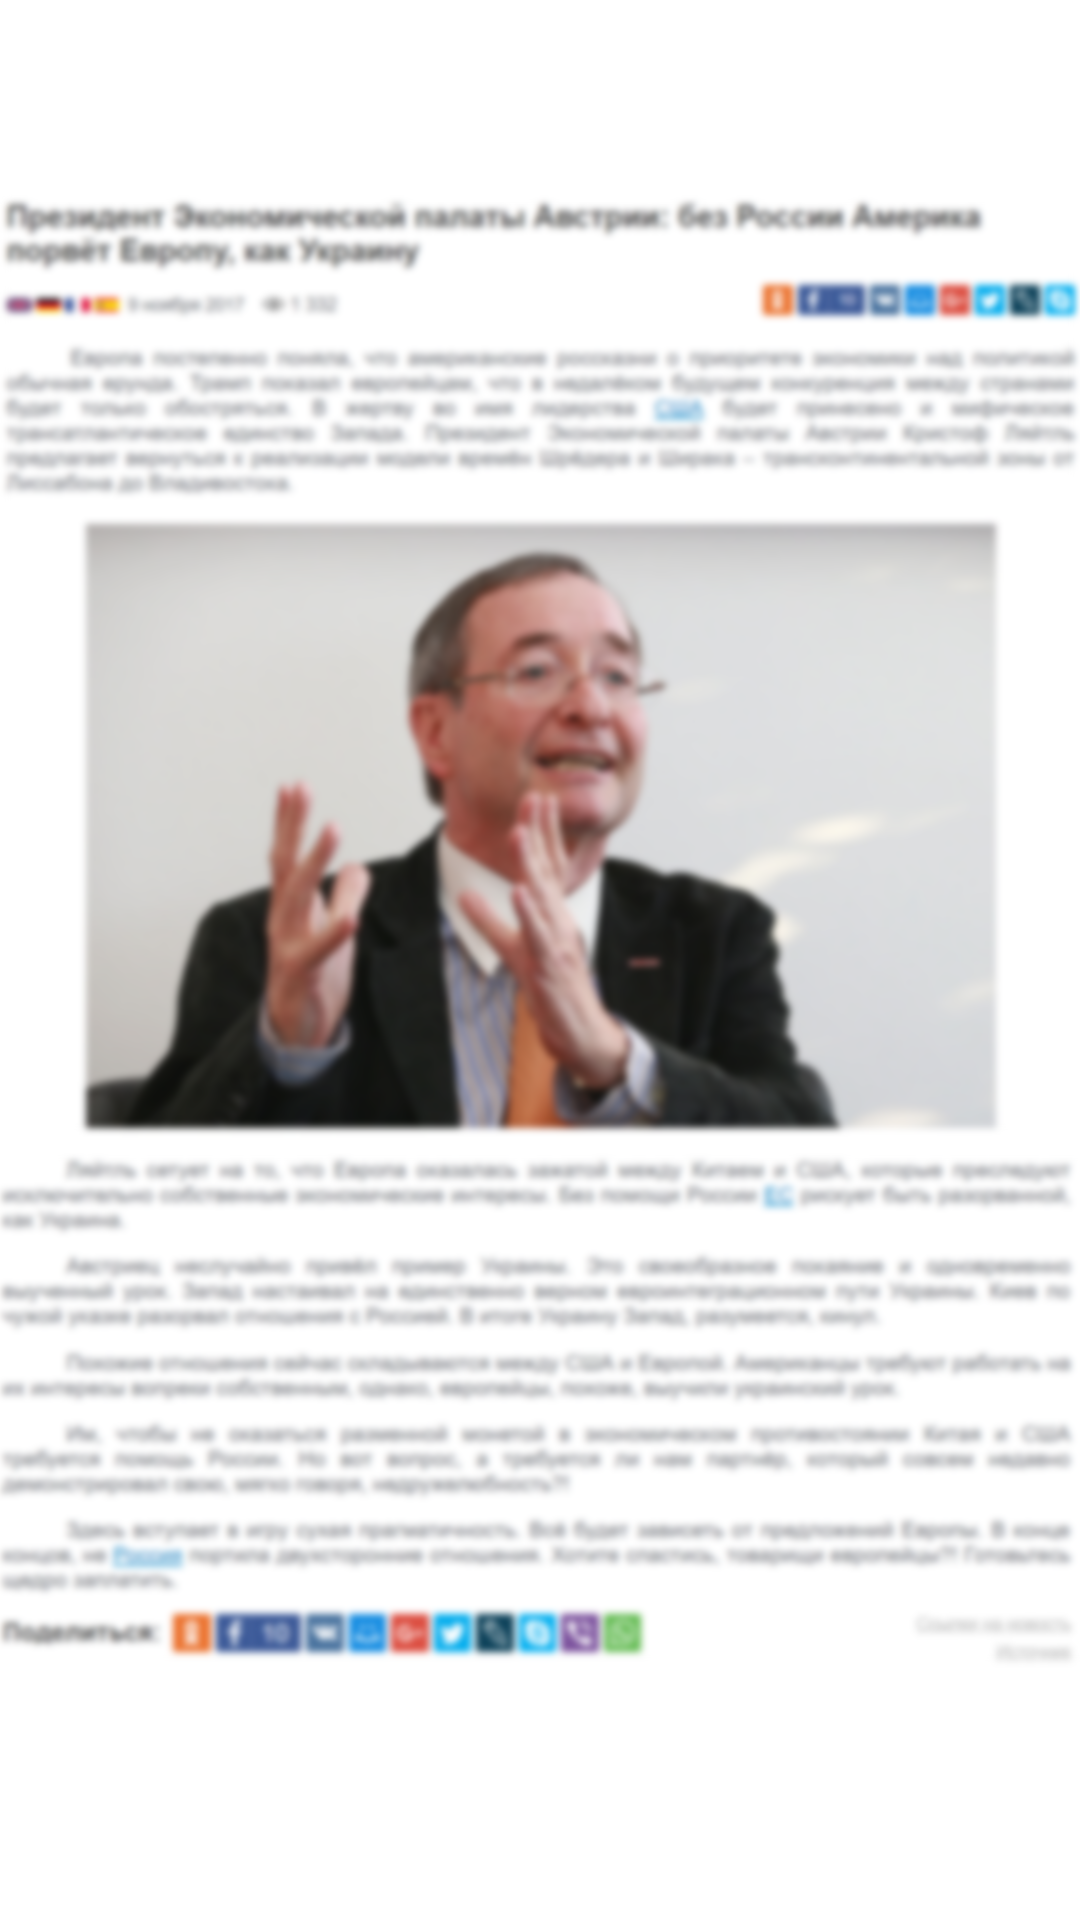 Президент Экономической палаты Австрии: без России Америка
порвёт Европу, как Украину
9 ноября 2017 1 332
10
Европа постепенно поняла, что американские россказни о приоритете экономики над политикой
обычная ерунда. Трамп показал европейцам, что в недалёком будущем конкуренция между странами
будет только обостряться. В жертву во имя лидерства США будет принесено и мифическое
трансатлантическое единство Запада. Президент Экономической палаты Австрии Кристоф Ляйтль
предлагает вернуться к реализации модели времён Шрёдера и Ширака – трансконтинентальной зоны от
Лиссабона до Владивостока.
Ляйтль сетует на то, что Европа оказалась зажатой между Китаем и США, которые преследуют
исключительно собственные экономические интересы. Без помощи России ЕС рискует быть разорванной,
как Украина.
Австриец неслучайно привёл пример Украины. Это своеобразное покаяние и одновременно
выученный урок. Запад настаивал на единственно верном евроинтеграционном пути Украины. Киев по
чужой указке разорвал отношения с Россией. В итоге Украину Запад, разумеется, кинул.
Похожие отношения сейчас складываются между США и Европой. Американцы требуют работать на
их интересы вопреки собственным, однако, европейцы, похоже, выучили украинский урок.
Им, чтобы не оказаться разменной монетой в экономическом противостоянии Китая и США
требуется помощь России. Но вот вопрос, а требуется ли нам партнёр, который совсем недавно
демонстрировал свою, мягко говоря, недружелюбность?!
Здесь вступает в игру сухая прагматичность. Всё будет зависеть от предложений Европы. В конце
концов, не Россия портила двухсторонние отношения. Хотите спастись, товарищи европейцы?! Готовьтесь
щедро заплатить.
Поделиться: 10
Ссылка на новость
Источник